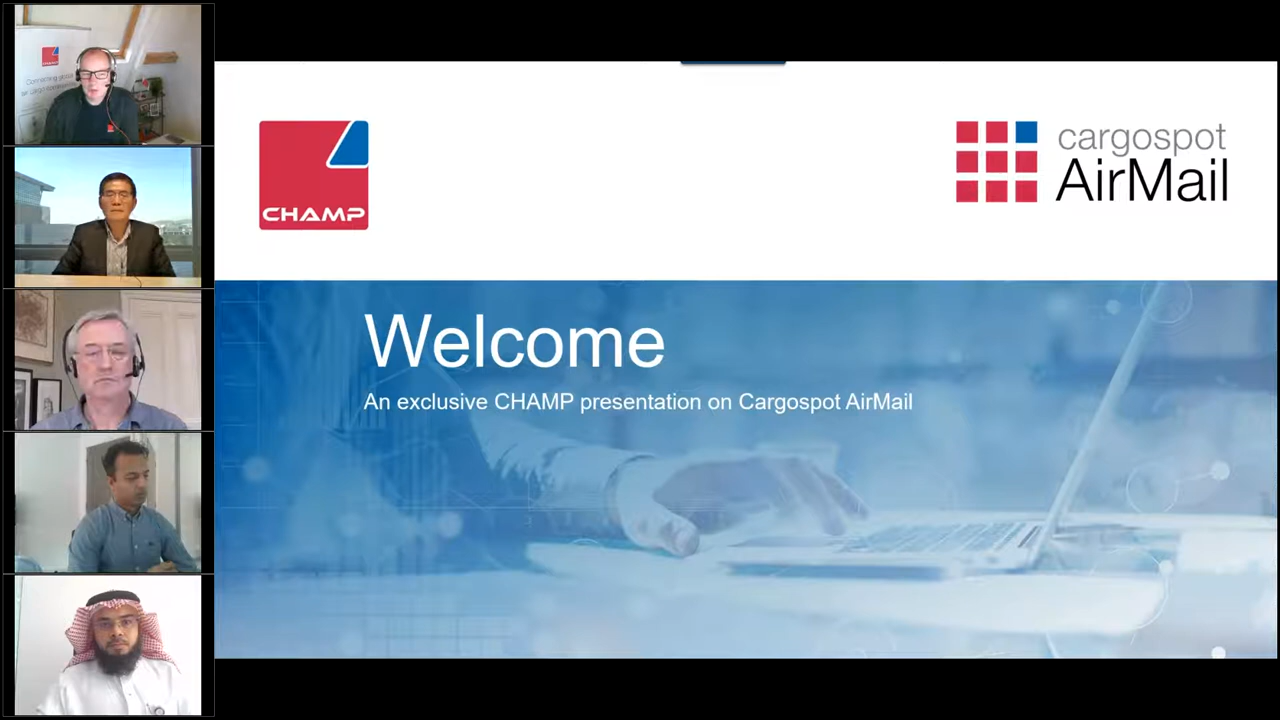 CHAMP
cargospot
AirMail
Welcome
An exclusive CHAMP presentation on Cargospot AirMail